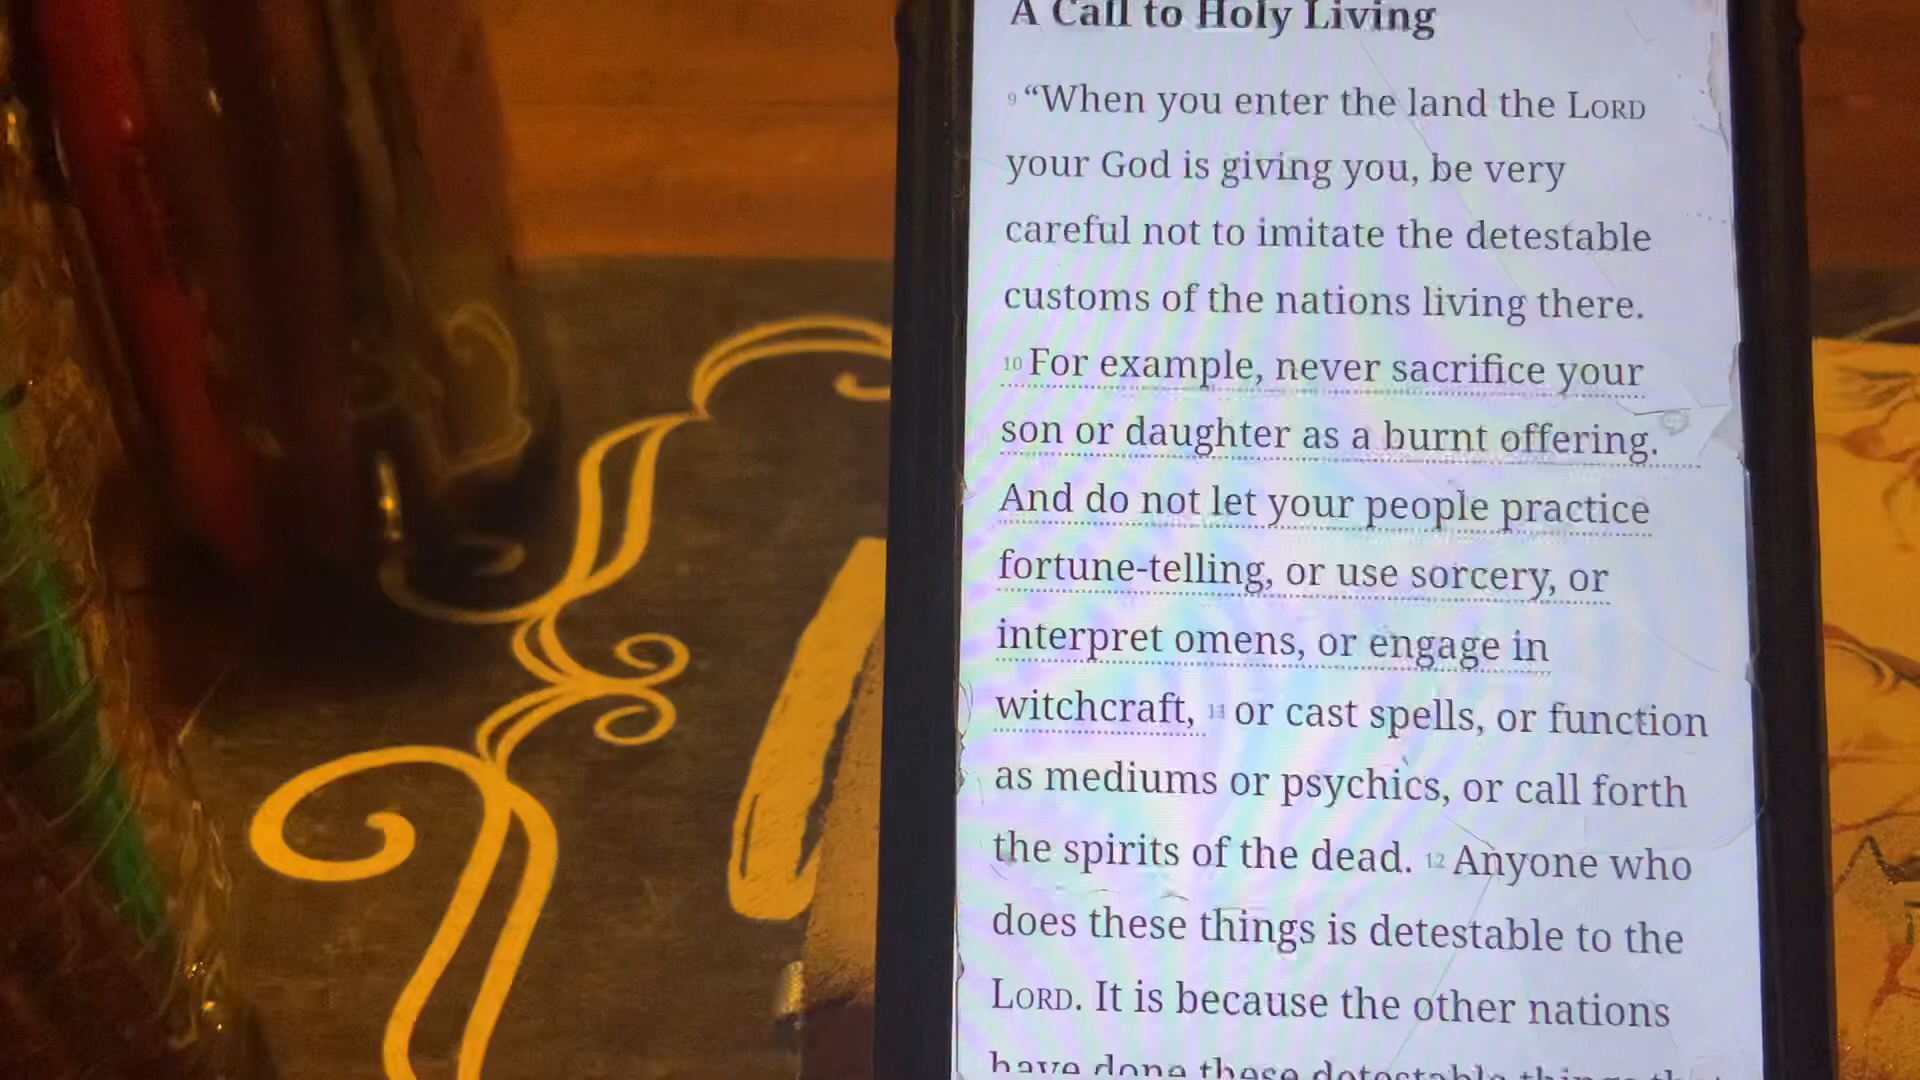 A Call to Holy Living
9 “When you enter the land the LORD
your God is giving you, be very
careful not to imitate the detestable
customs of the nations living there.
10 For example, never sacrifice your
son or daughter as a burnt offering.
And do not let your people practice
fortune-telling, or use sorcery, or
interpret omens, or engage in
witchcraft, 11 or cast spells, or function
as mediums or psychics, or call forth
the spirits of the dead. 12 Anyone who
does these things is detestable to the
LORD. It is because the other nations
have done these detestable things